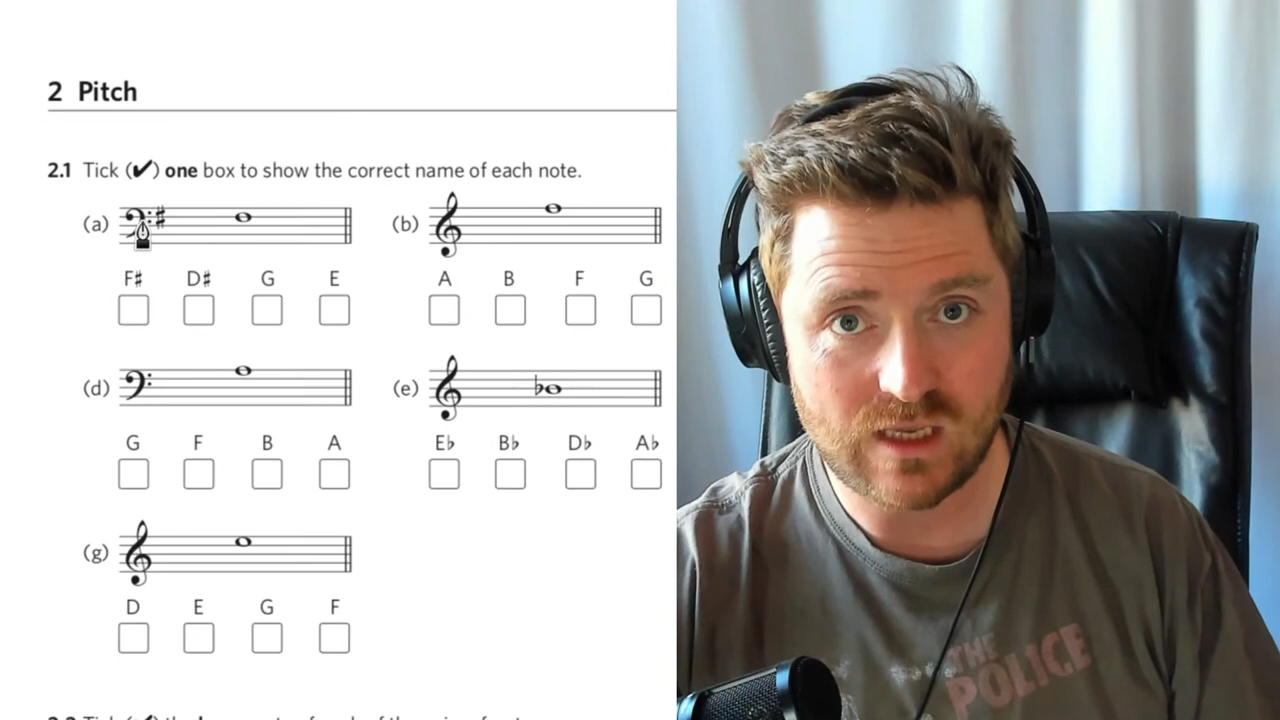 2 Pitch
2.1 Tick (✔) one box to show the correct name of each note.
(a)
(b)
F♯ D♯ G E
A B F G
(d)
(e)
G F B A
E♭ B♭ D♭ A♭
(g)
D E G F
THE
POLICE